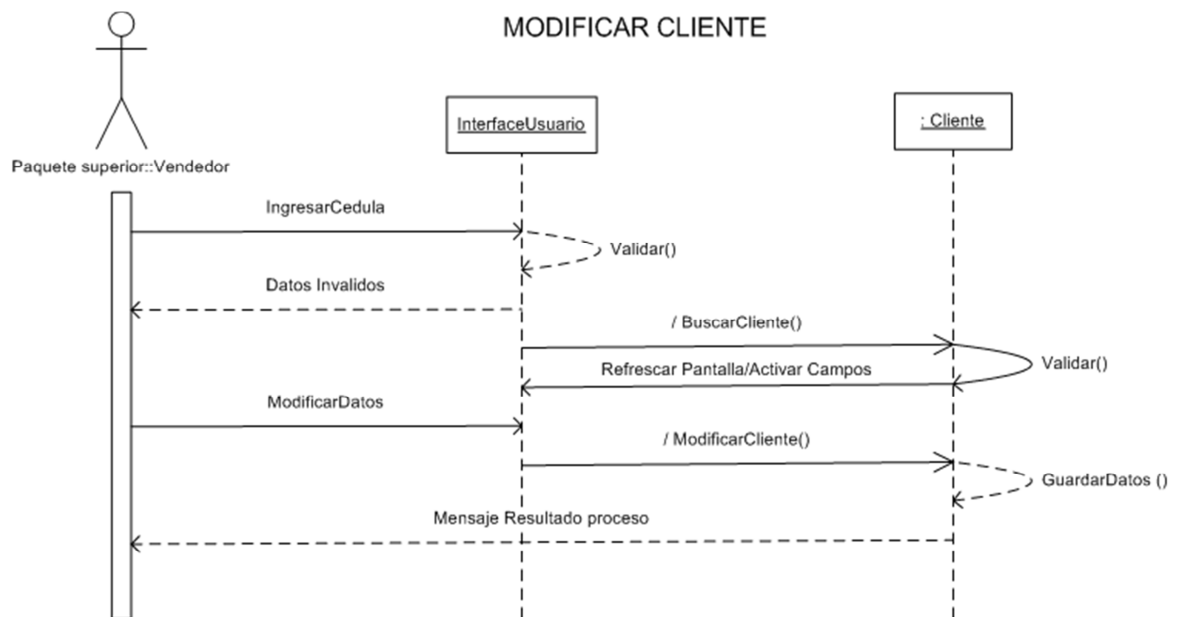 MODIFICAR CLIENTE
InterfaceUsuario
: Cliente
Paquete superior::Vendedor
IngresarCedula
Validar()
Datos Invalidos
/ BuscarCliente()
Validar()
Refrescar Pantalla/Activar Campos
ModificarDatos
/ ModificarCliente()
GuardarDatos ()
Mensaje Resultado proceso